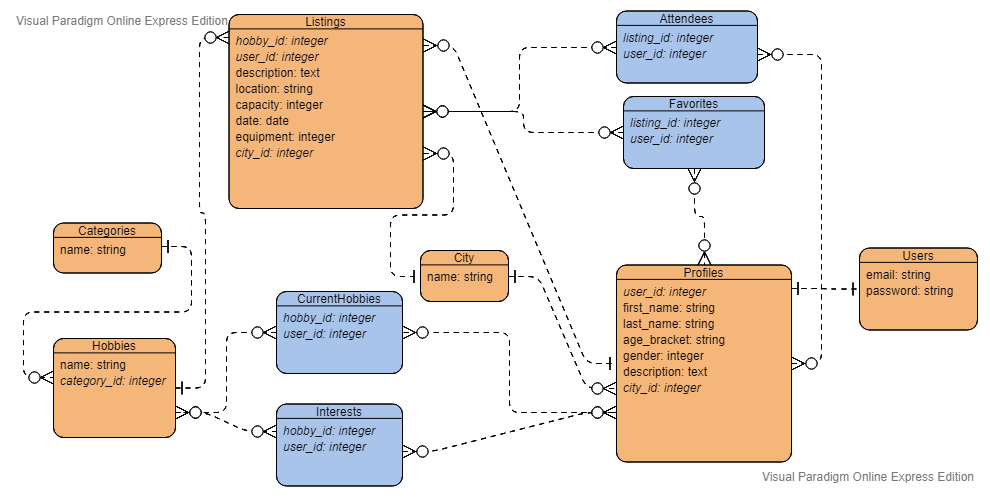 Visual Paradigm Online Express Edition
Listings
hobby_id: integer
user_id: integer
description: text
location: string
capacity: integer
date: date
equipment: integer
city_id: integer
Attendees
listing_id: integer
user_id: integer
Favorites
listing_id: integer
user_id: integer
Categories
name: string
City
name: string
Users
email: string
password: string
Profiles
user_id: integer
first_name: string
last_name: string
age_bracket: string
gender: integer
description: text
city_id: integer
CurrentHobbies
hobby_id: integer
user_id: integer
Hobbies
name: string
category_id: integer
Interests
hobby_id: integer
user_id: integer
Visual Paradigm Online Express Edition